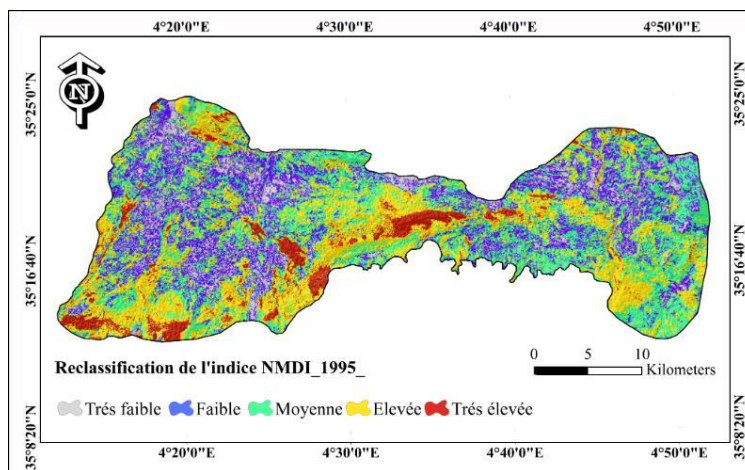 4°20'0"E 4°30'0"E 4°40'0"E 4°50'0"E
35°25'0"N
35°25'0"N
N
35°16'40"N
35°16'40"N
Reclassification de l'indice NMDI_1995_
0 5 10
Kilometers
Trés faible Faible Moyenne Elevée Trés élevée
35°8'20"N
35°8'20"N
4°20'0"E 4°30'0"E 4°40'0"E 4°50'0"E